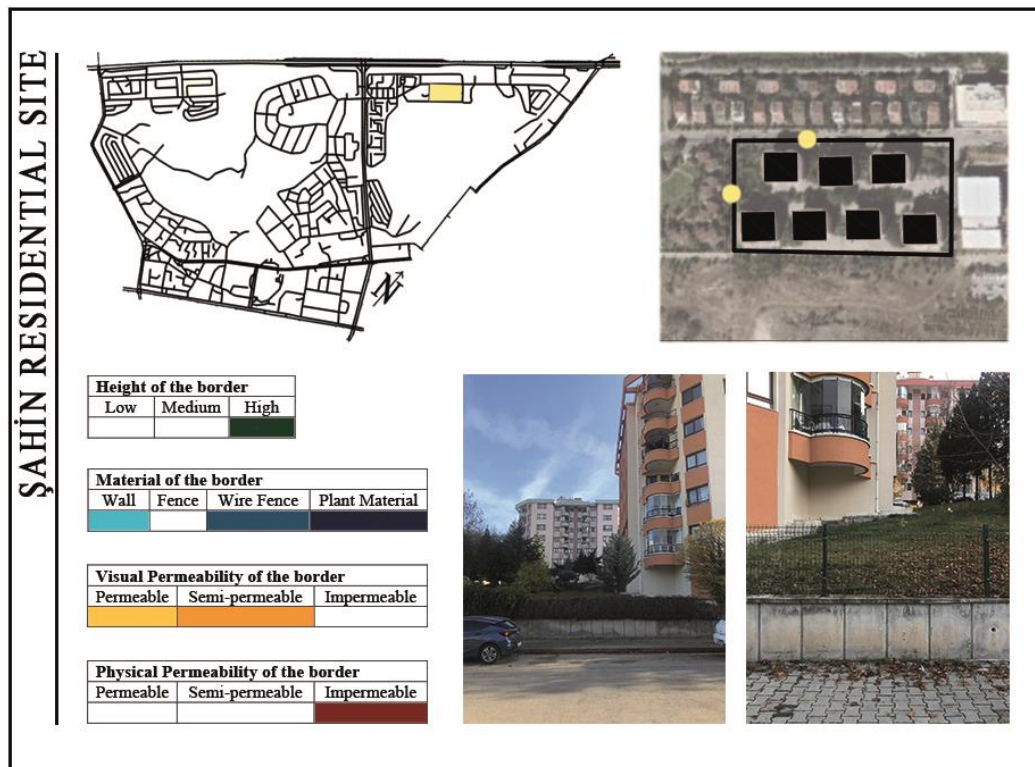 ŞAHİN RESIDENTIAL SITE
N
Height of the border
Low Medium High
Material of the border
Wall Fence Wire Fence Plant Material
Visual Permeability of the border
Permeable Semi-permeable Impermeable
Physical Permeability of the border
Permeable Semi-permeable Impermeable